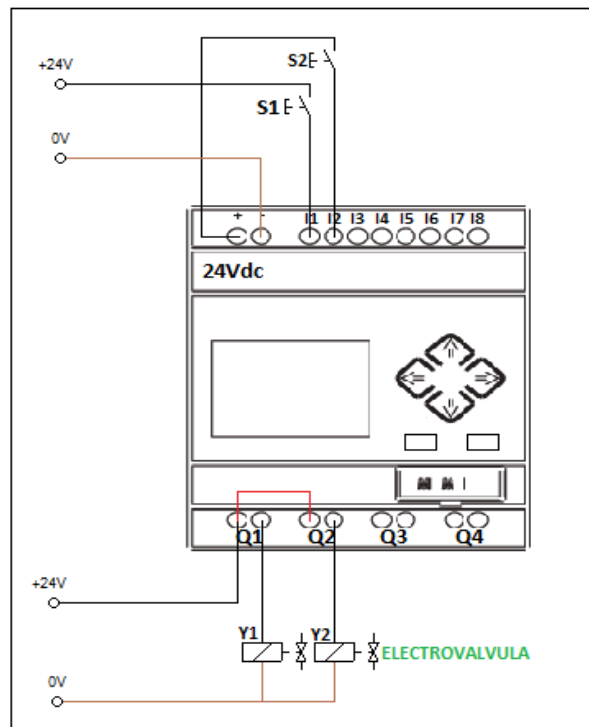 S2
+24V
S1
0V
+ - I1 I2 I3 I4 I5 I6 I7 I8
24Vdc
Q1 Q2 Q3 Q4
+24V
Y1 Y2 ELECTROVALVULA
0V